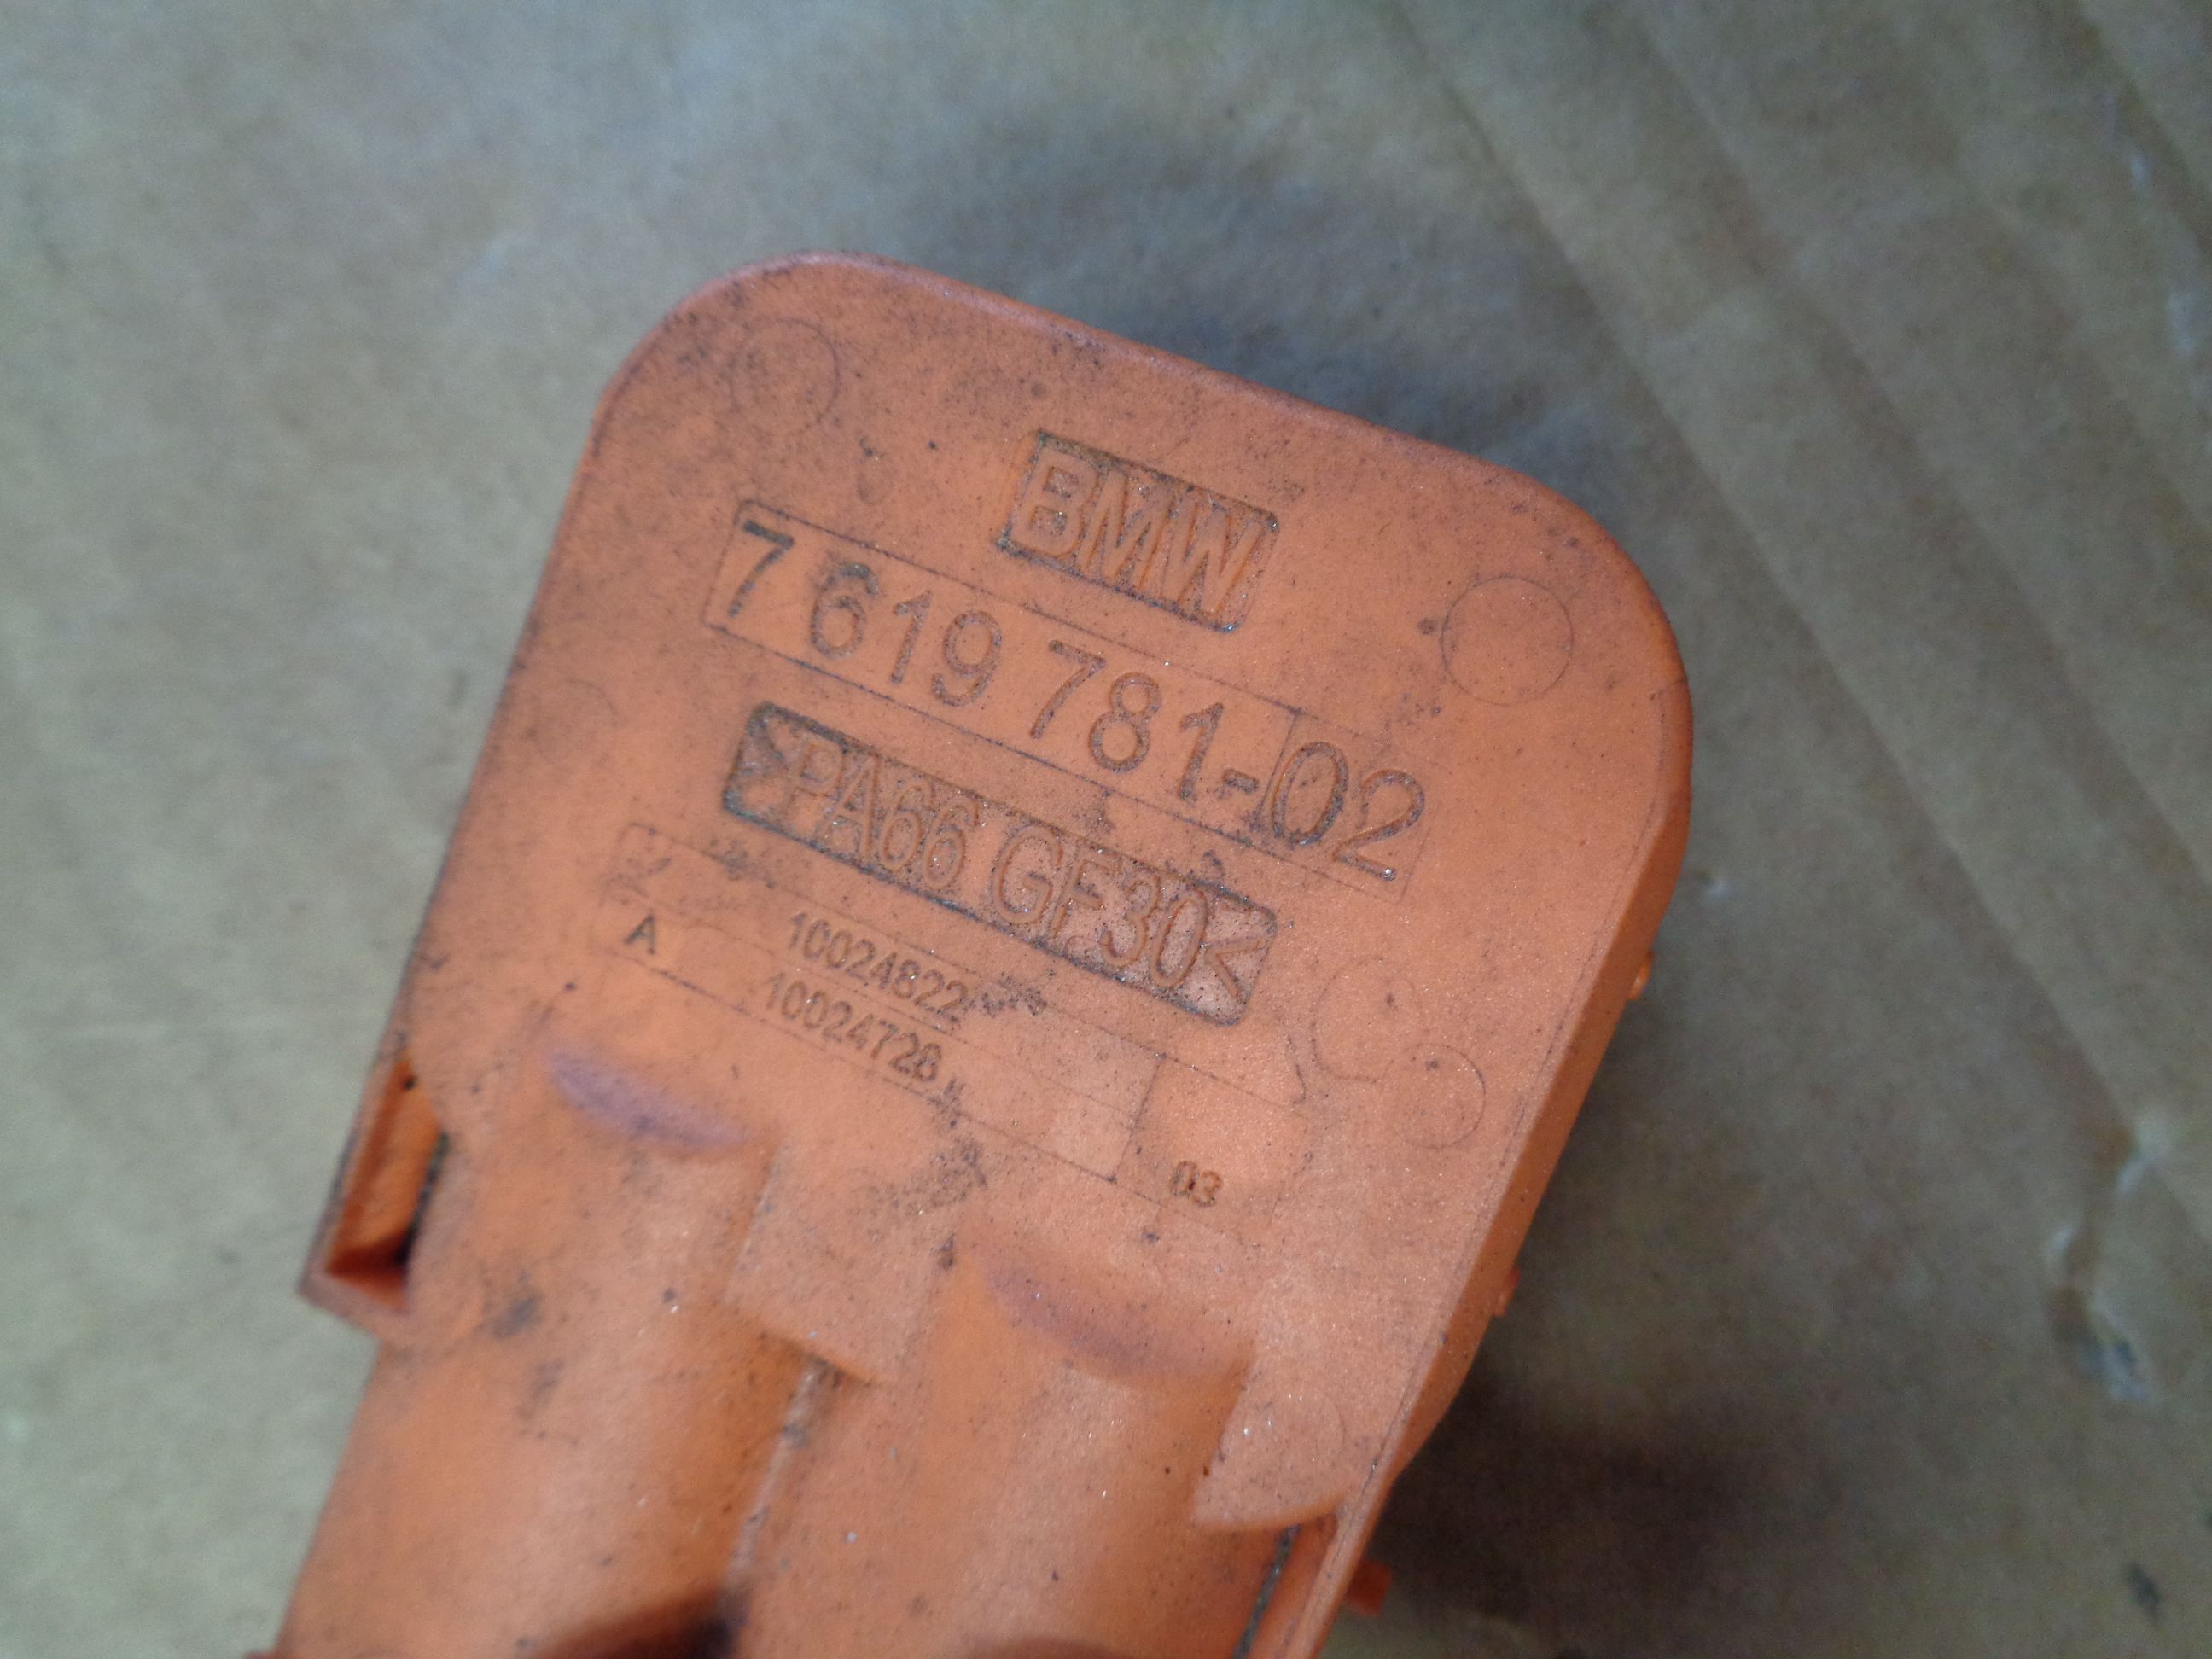 BMW
7 619 781-02
>PA66 GF30<
10024822
A 10024728
03